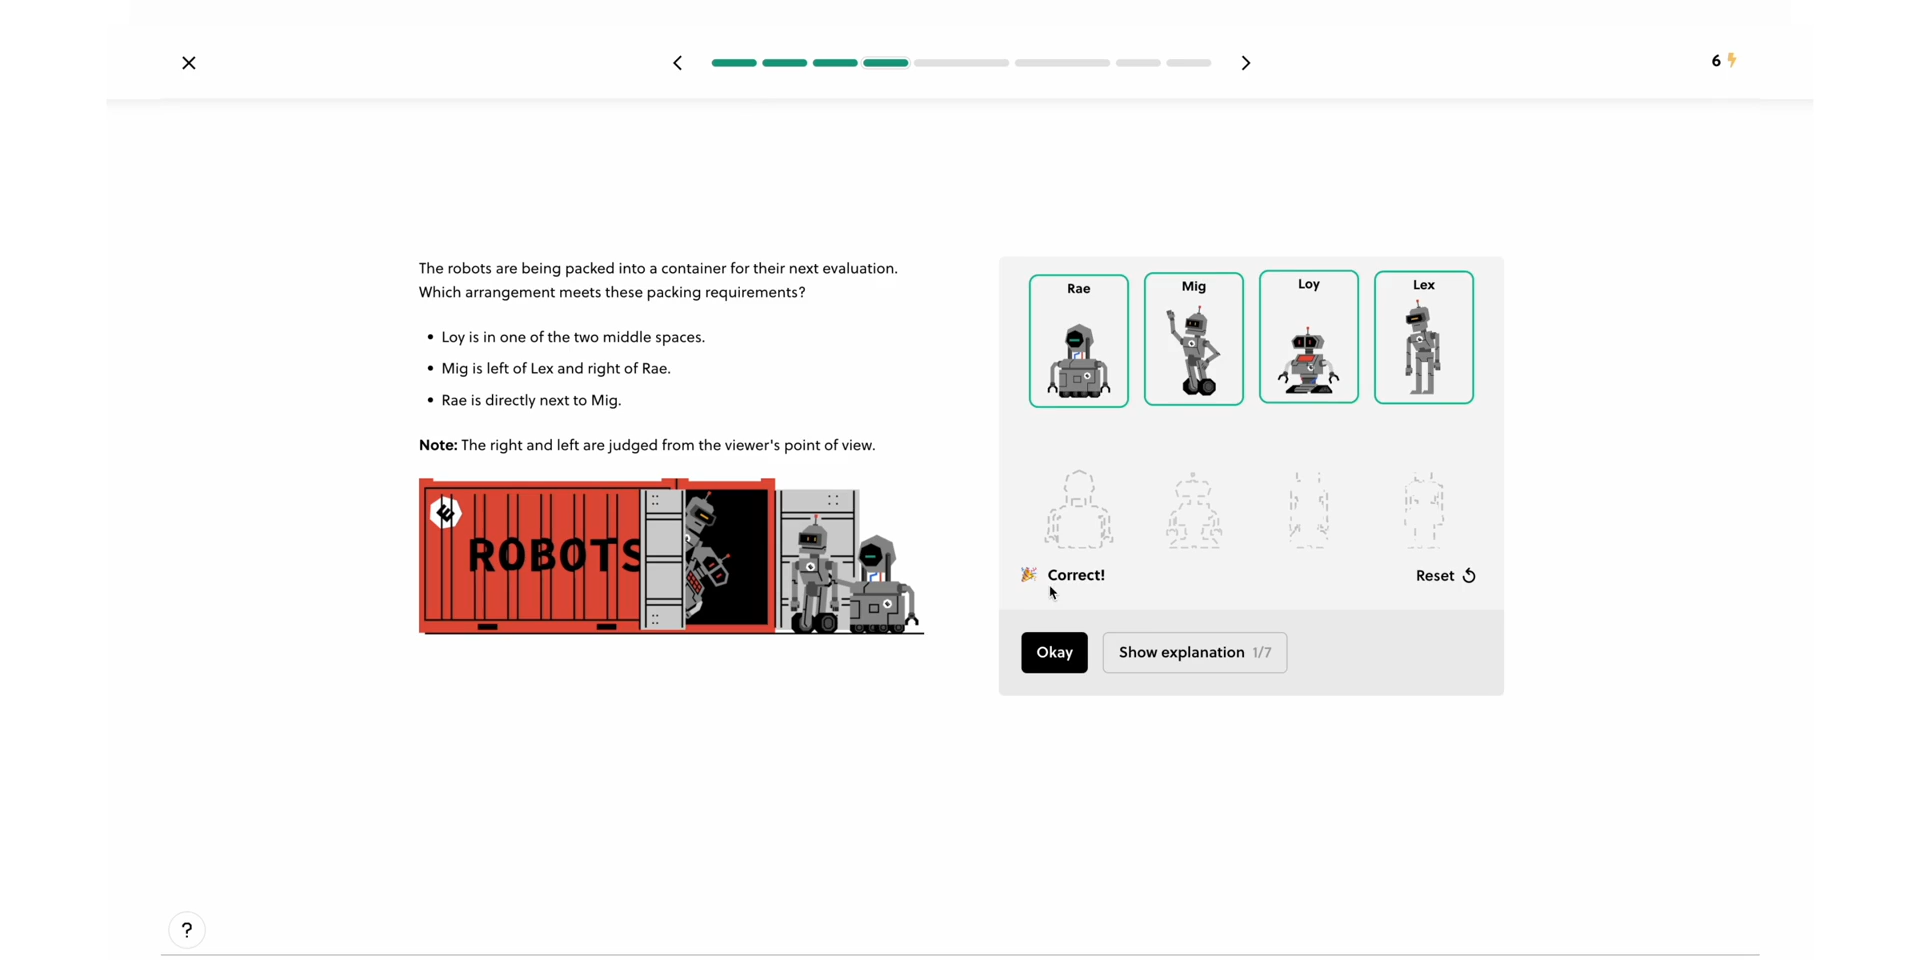 6
The robots are being packed into a container for their next evaluation.
Which arrangement meets these packing requirements?
• Loy is in one of the two middle spaces.
• Mig is left of Lex and right of Rae.
• Rae is directly next to Mig.
Note: The right and left are judged from the viewer's point of view.
ROBOTS
Rae Mig Loy Lex
Correct!
Reset
Okay
Show explanation 1/7
?